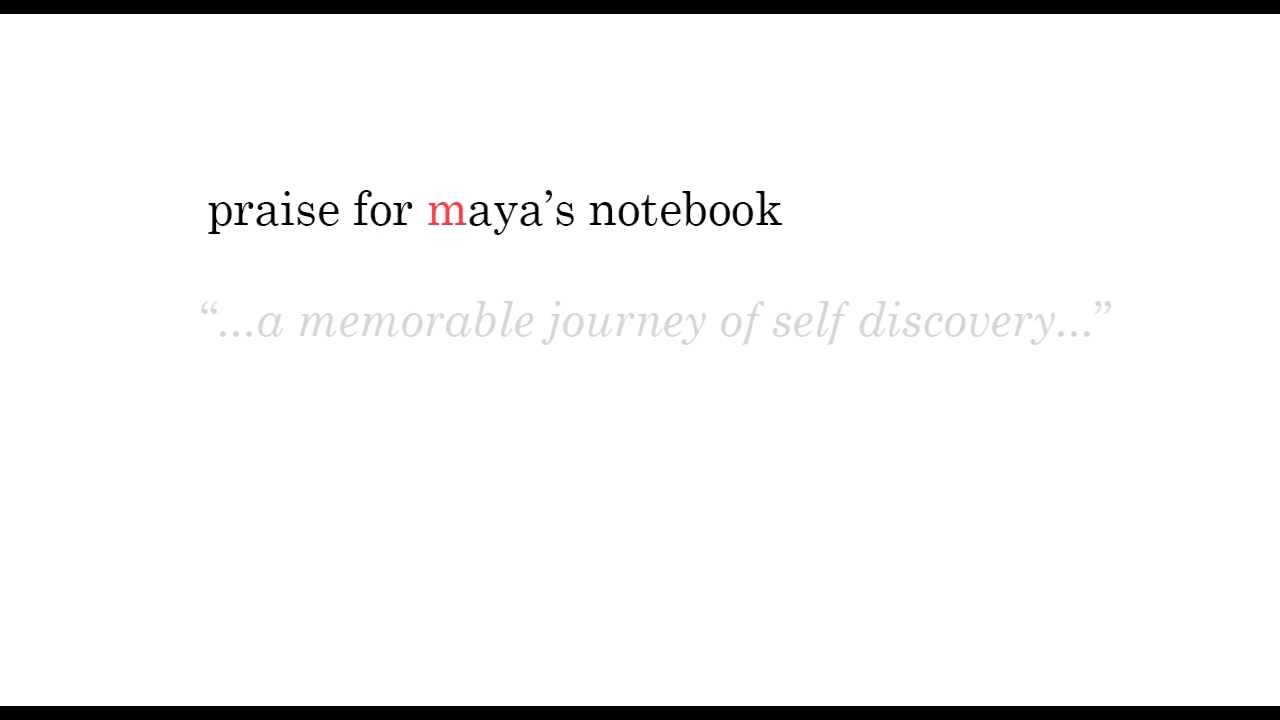 praise for maya’s notebook
“...a memorable journey of self discovery...”